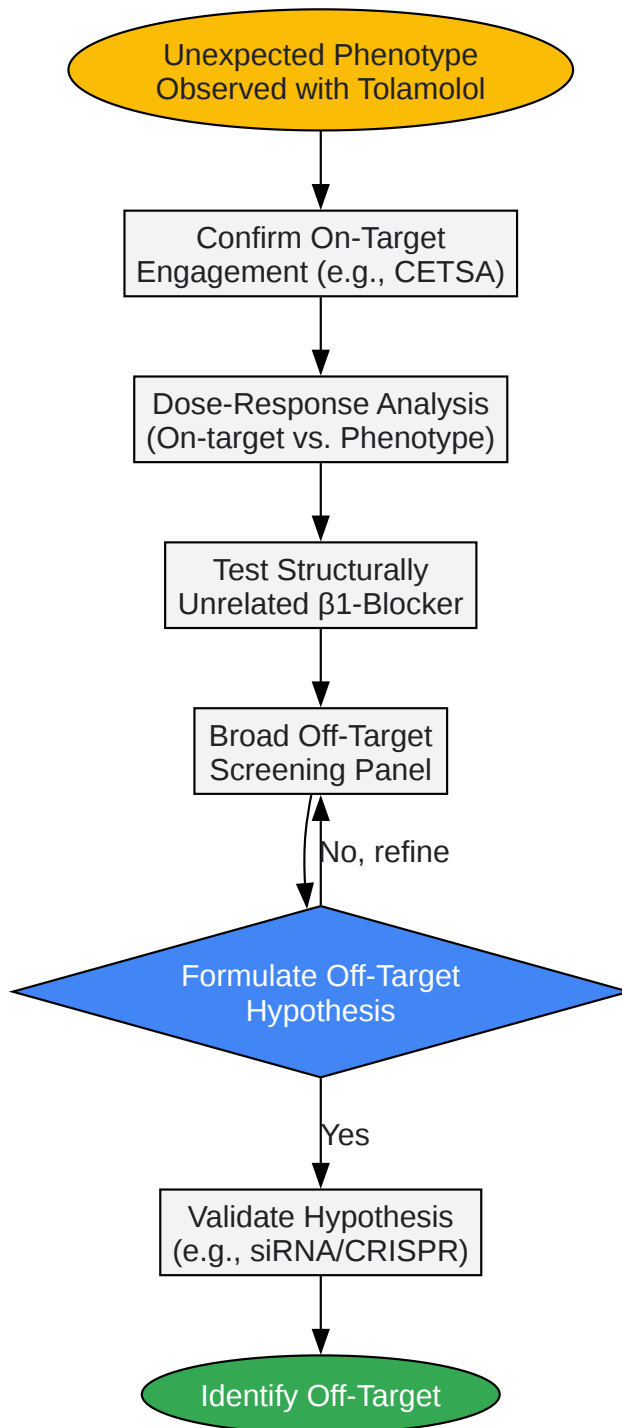 Unexpected Phenotype
Observed with Tolamolol
Confirm On-Target
Engagement (e.g., CETSA)
Dose-Response Analysis
(On-target vs. Phenotype)
Test Structurally
Unrelated β1-Blocker
Broad Off-Target
Screening Panel
No, refine
Formulate Off-Target
Hypothesis
Yes
Validate Hypothesis
(e.g., siRNA/CRISPR)
Identify Off-Target